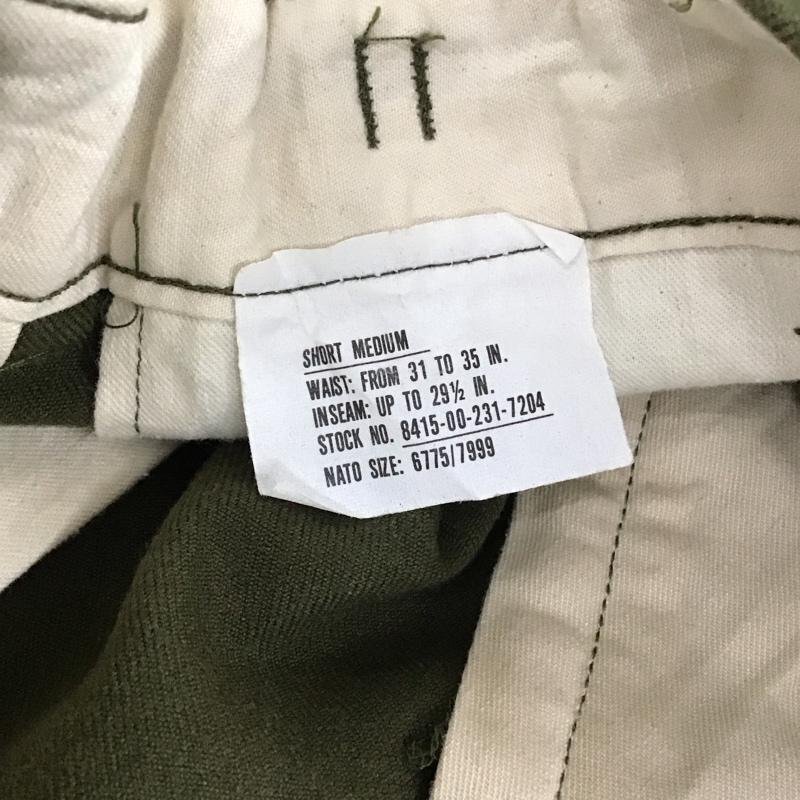 SHORT MEDIUM
WAIST: FROM 31 TO 35 IN.
INSEAM: UP TO 29½ IN.
STOCK NO. 8415-00-231-7204
NATO SIZE: 6775/7999